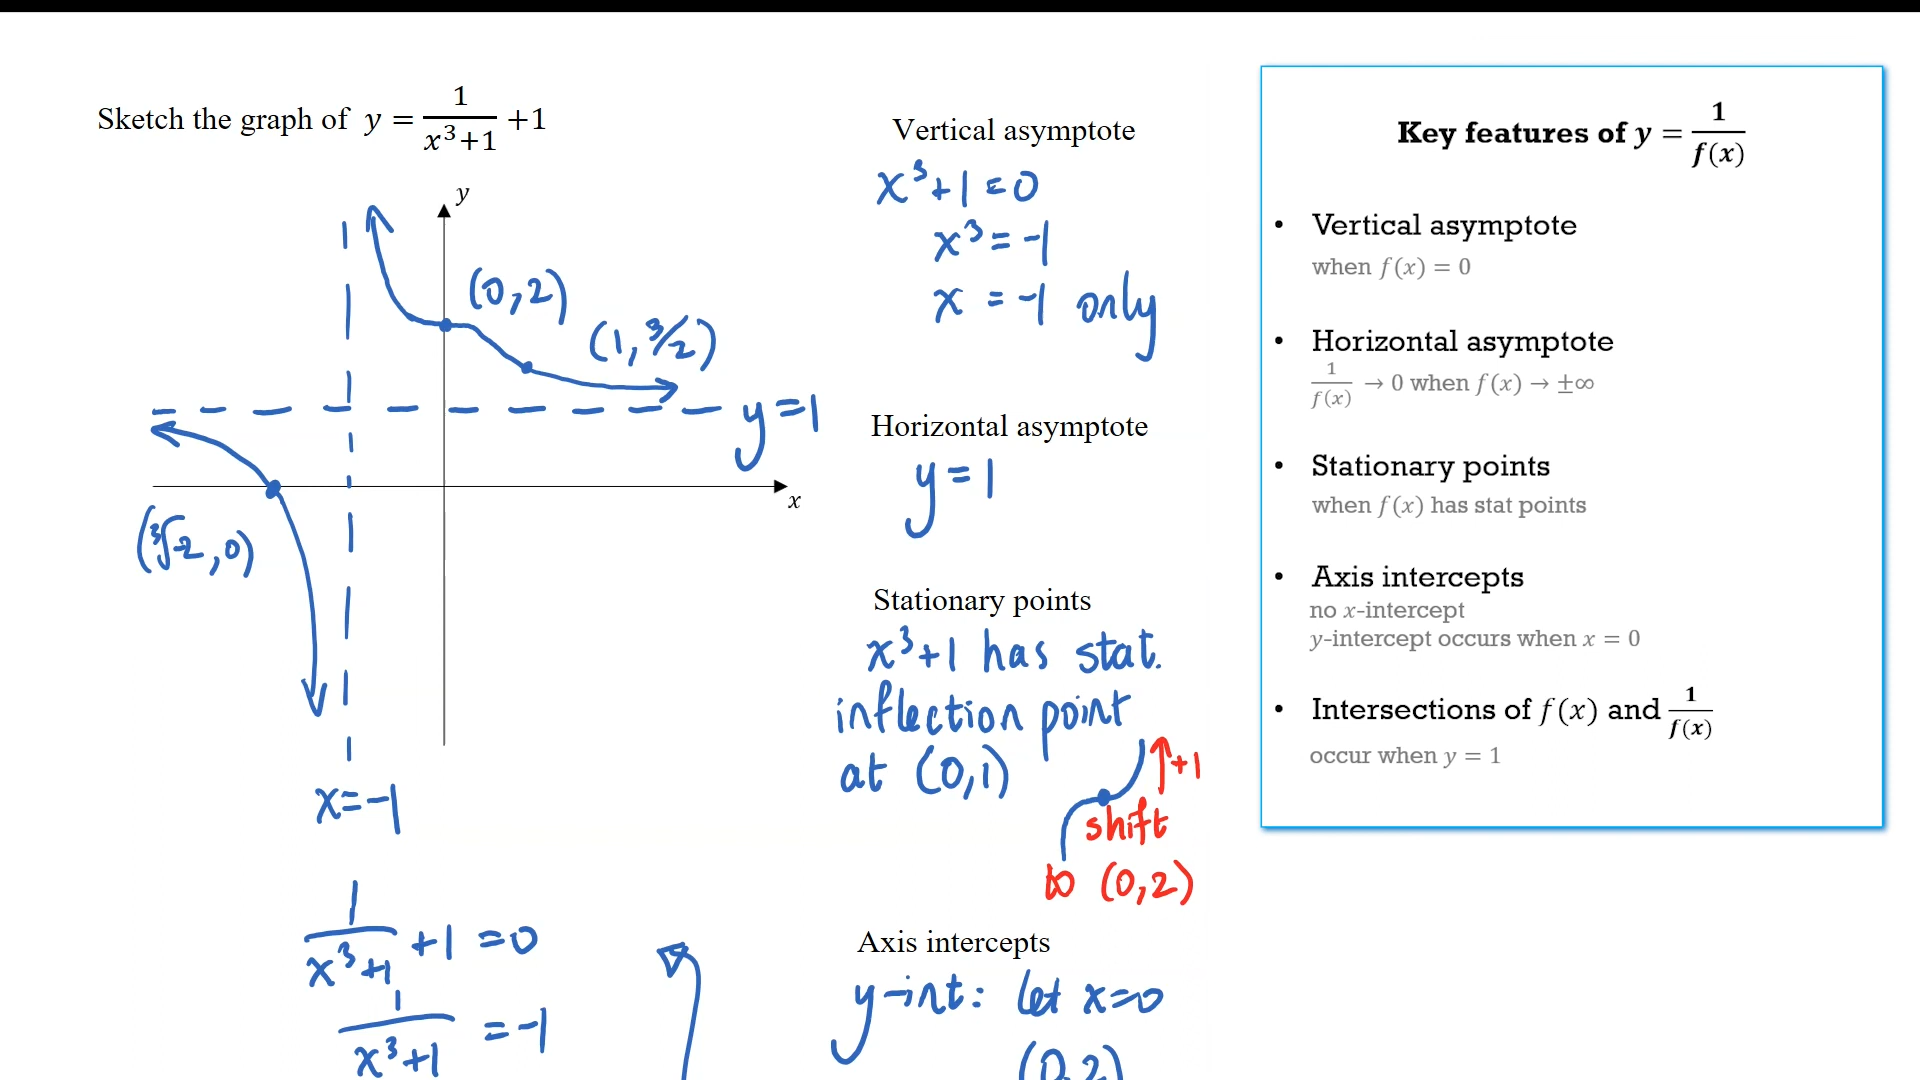 Sketch the graph of y = 1/(x³+1) +1
y
(0,2)
(1, 3/2)
y=1
x
(∛-2, 0)
x=-1
1/(x³+1) +1 =0
1/(x³+1) =-1
Vertical asymptote
x³+1=0
x³=-1
x =-1 only
Horizontal asymptote
y=1
Stationary points
x³+1 has stat.
inflection point
at (0,1)
+1
shift
to (0,2)
Axis intercepts
y-int: let x=0
(0,2)
Key features of y = 1/f(x)
• Vertical asymptote
when f(x) = 0
• Horizontal asymptote
1/f(x) → 0 when f(x) → ±∞
• Stationary points
when f(x) has stat points
• Axis intercepts
no x-intercept
y-intercept occurs when x = 0
• Intersections of f(x) and 1/f(x)
occur when y = 1